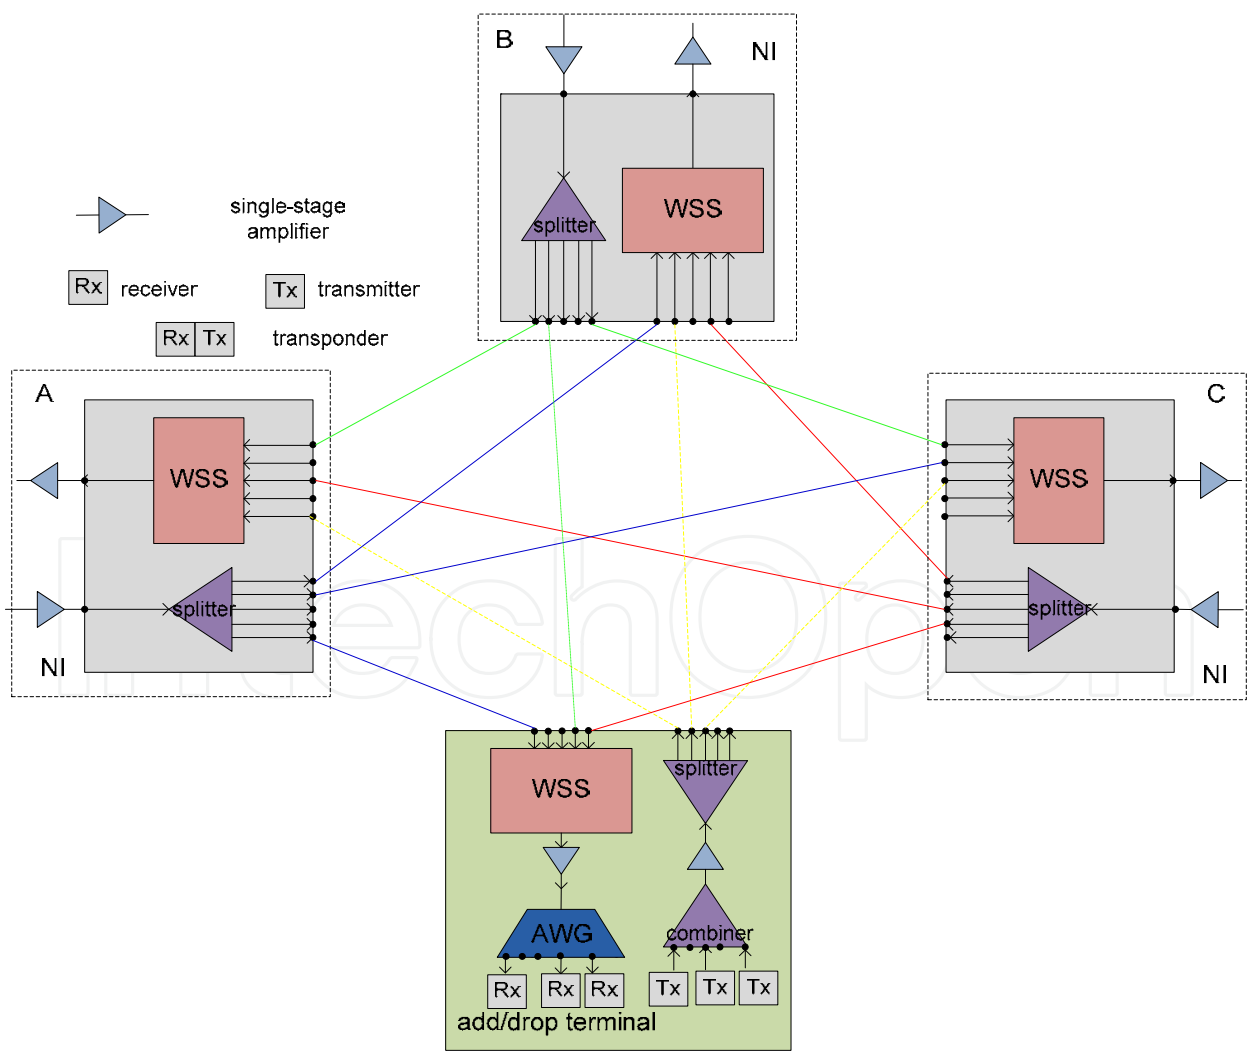 B
NI
single-stage
amplifier
splitter
WSS
Rx
receiver
Tx
transmitter
Rx Tx
transponder
A
WSS
splitter
NI
C
WSS
splitter
NI
IntechOpen
WSS
splitter
AWG
combiner
Rx Rx Rx
Tx Tx Tx
add/drop terminal